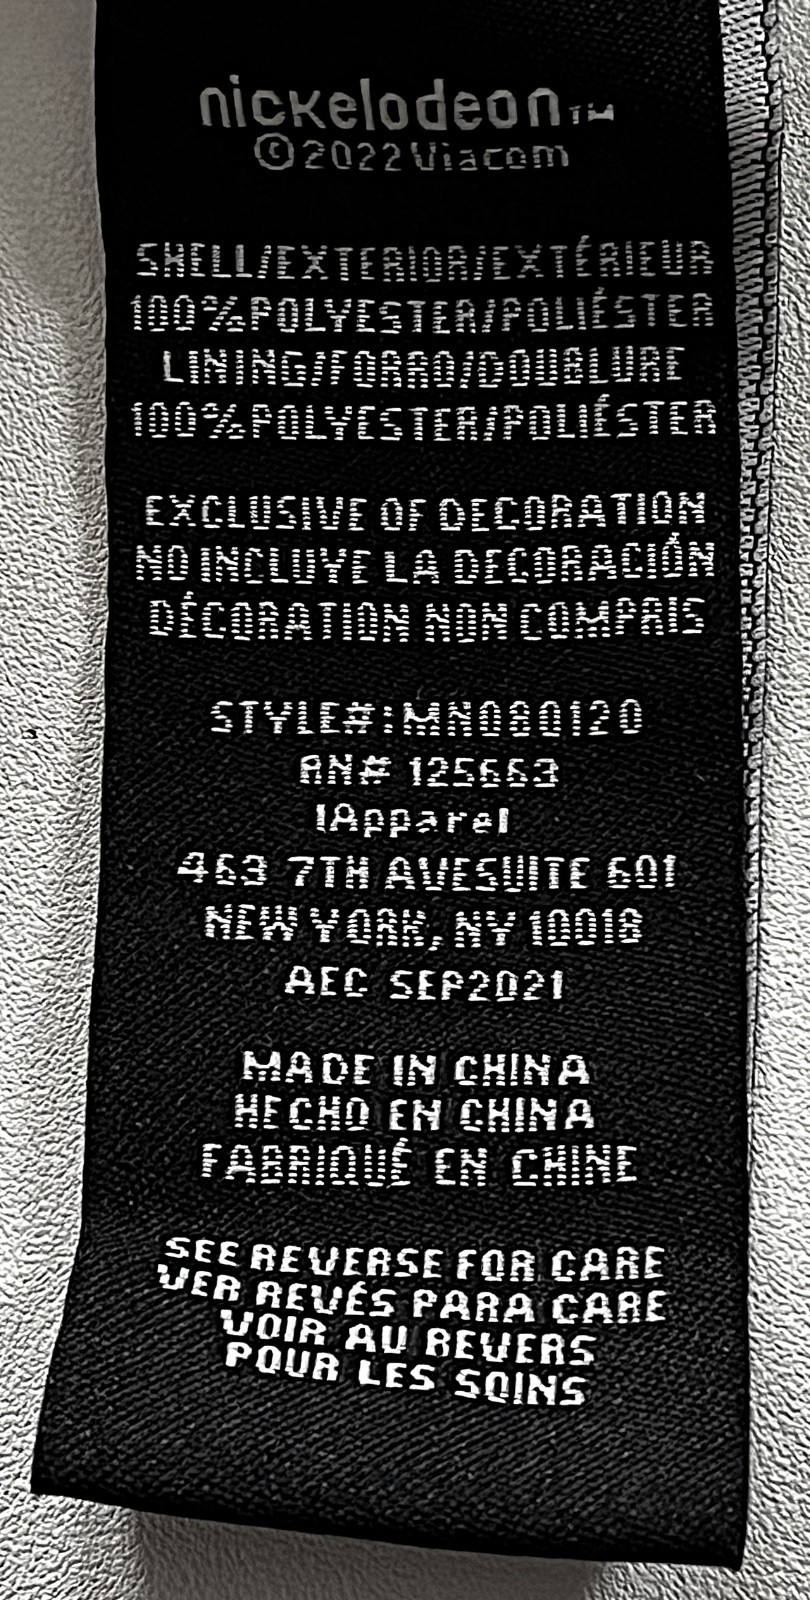 nickelodeon™
©2022 Viacom
SHELL/EXTERIOR/EXTÉRIEUR
100%POLYESTER/POLIÉSTER
LINING/FORRO/DOUBLURE
100%POLYESTER/POLIÉSTER
EXCLUSIVE OF DECORATION
NO INCLUYE LA DECORACIÓN
DÉCORATION NON COMPRIS
STYLE#:MN080120
RN# 125663
IApparel
463 7TH AVESUITE 601
NEW YORK, NY 10018
AEC SEP2021
MADE IN CHINA
HECHO EN CHINA
FABRIQUÉ EN CHINE
SEE REVERSE FOR CARE
VER REVÉS PARA CARE
VOIR AU REVERS
POUR LES SOINS